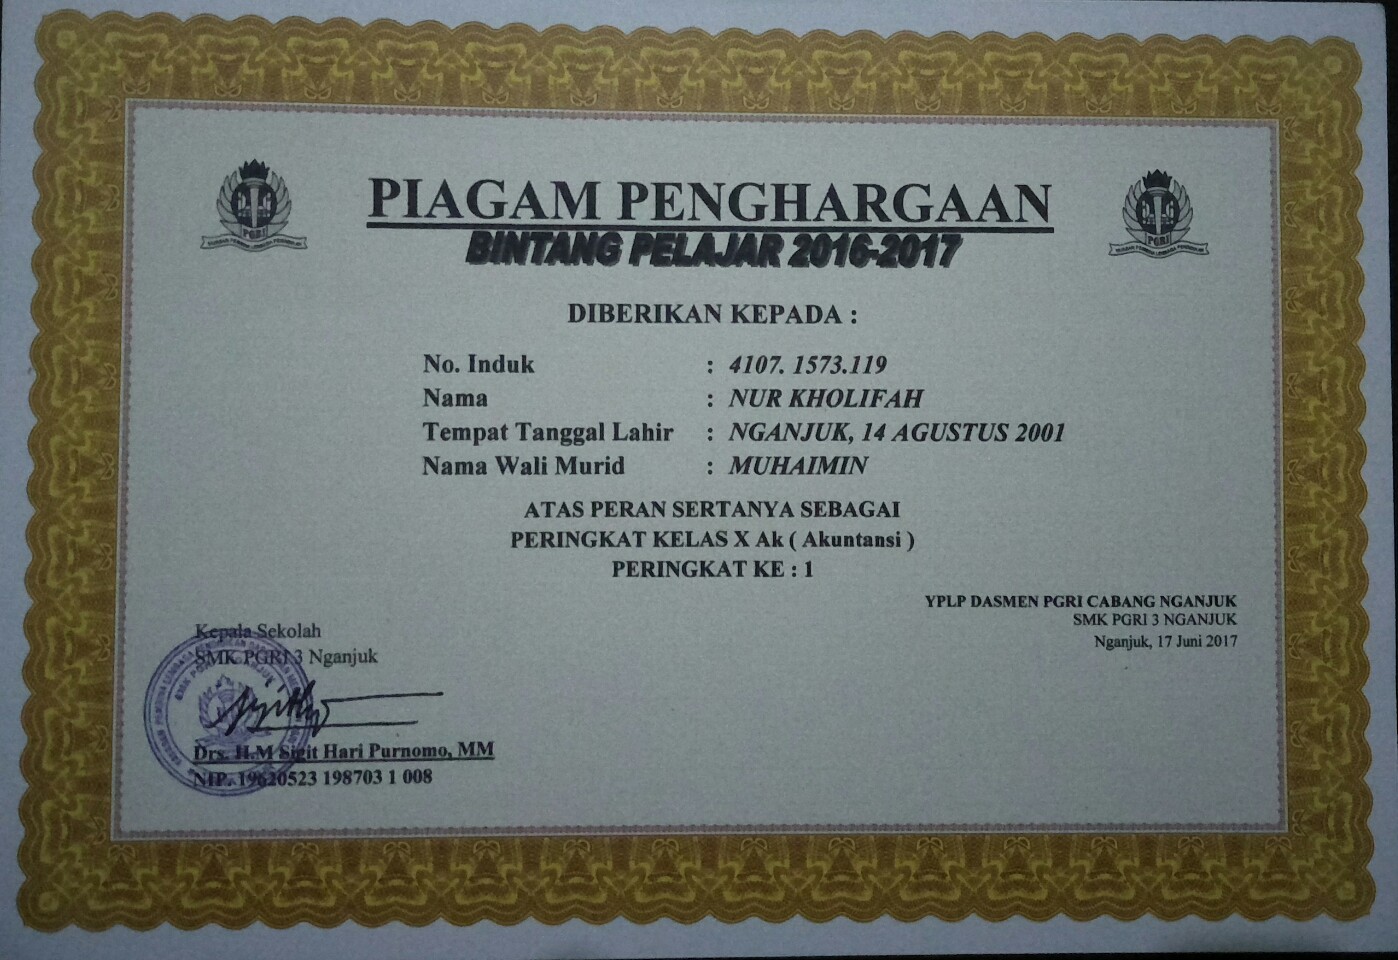 PIAGAM PENGHARGAAN
BINTANG PELAJAR 2016-2017
PGRI
PGRI
DIBERIKAN KEPADA :
No. Induk : 4107. 1573.119
Nama : NUR KHOLIFAH
Tempat Tanggal Lahir : NGANJUK, 14 AGUSTUS 2001
Nama Wali Murid : MUHAIMIN
ATAS PERAN SERTANYA SEBAGAI
PERINGKAT KELAS X Ak ( Akuntansi )
PERINGKAT KE : 1
YPLP DASMEN PGRI CABANG NGANJUK
SMK PGRI 3 NGANJUK
Nganjuk, 17 Juni 2017
Kepala Sekolah
SMK PGRI 3 Nganjuk
Drs. H.M Sigit Hari Purnomo, MM
NIP. 19620523 198703 1 008